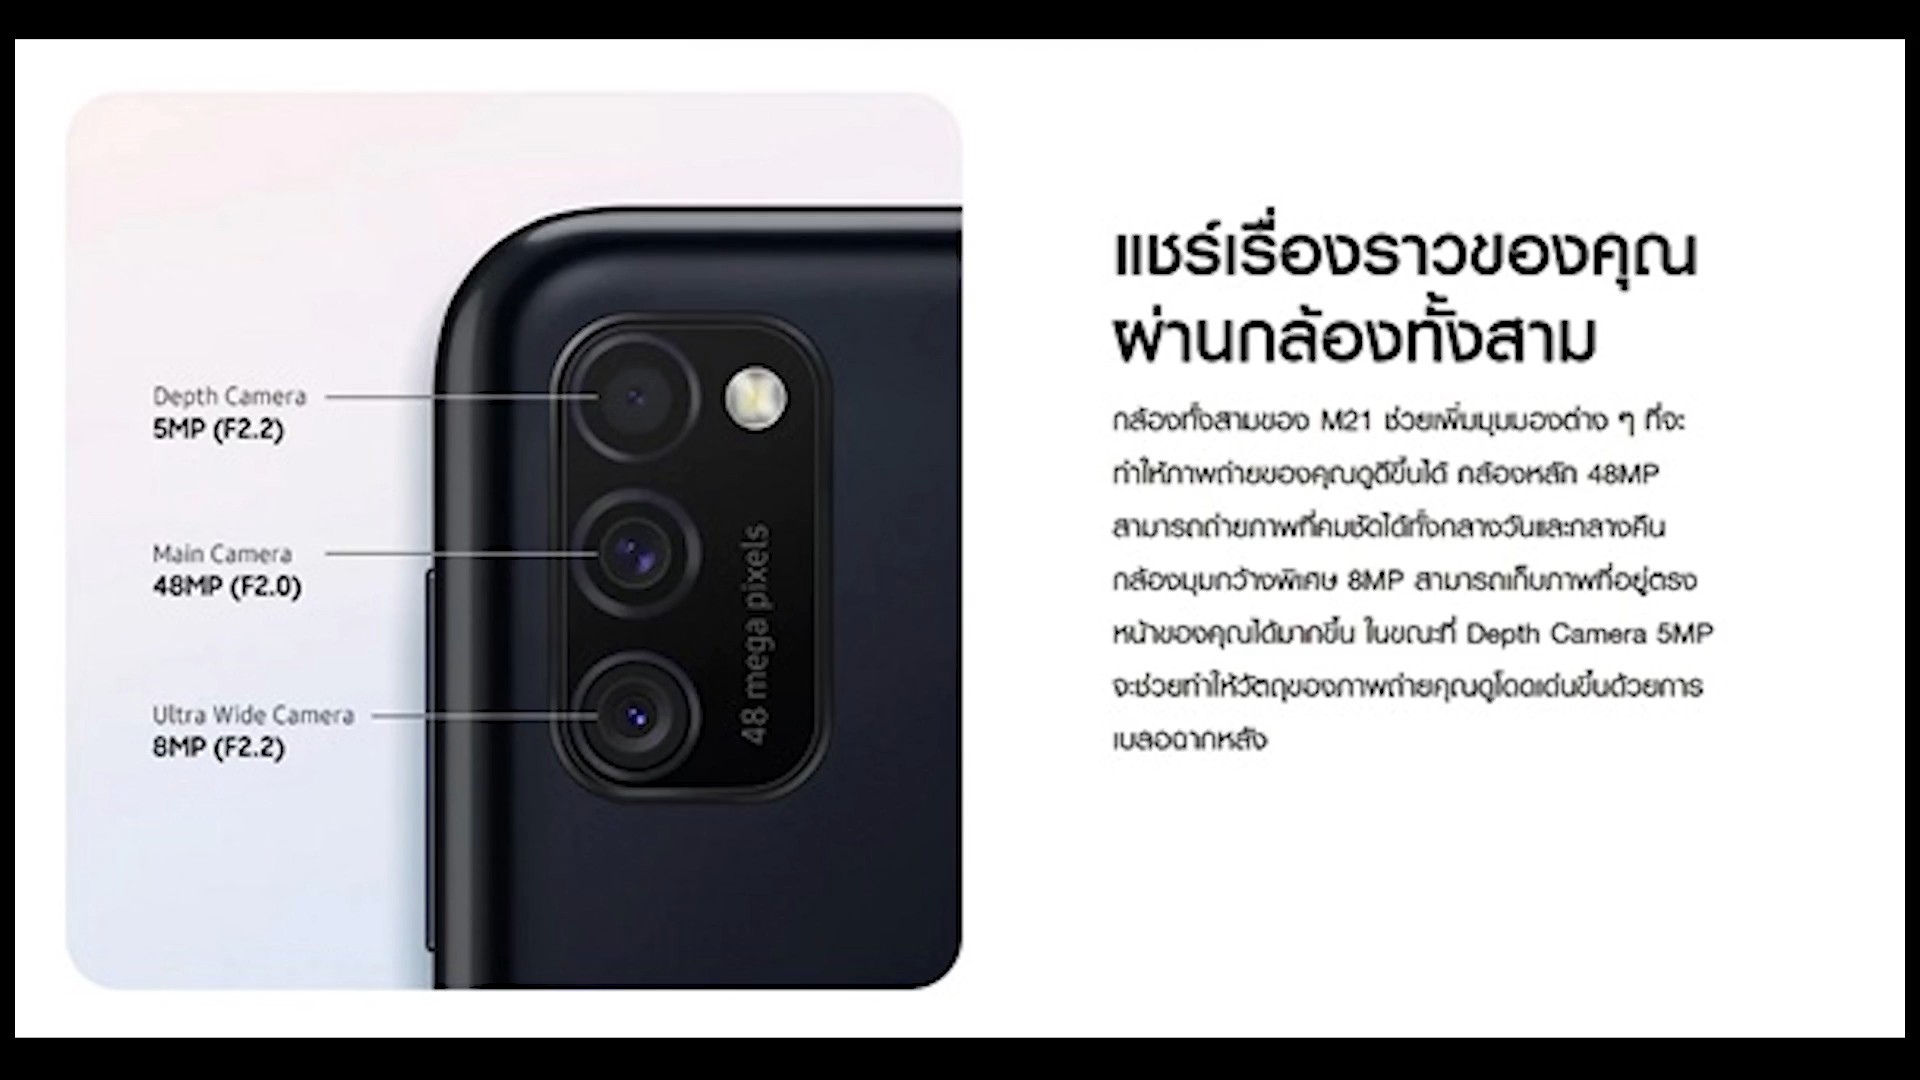 Depth Camera
5MP (F2.2)
Main Camera
48MP (F2.0)
Ultra Wide Camera
8MP (F2.2)
48 mega pixels
แชร์เรื่องราวของคุณ
ผ่านกล้องทั้งสาม
กล้องทั้งสามของ M21 ช่วยเพิ่มมุมมองต่าง ๆ ที่จะ
ทำให้ภาพถ่ายของคุณดูดีขึ้นได้ กล้องหลัก 48MP
สามารถถ่ายภาพที่คมชัดได้ทั้งกลางวันและกลางคืน
กล้องมุมกว้างพิเศษ 8MP สามารถเก็บภาพที่อยู่ตรง
หน้าของคุณได้มากขึ้น ในขณะที่ Depth Camera 5MP
จะช่วยทำให้วัตถุของภาพถ่ายคุณดูโดดเด่นขึ้นด้วยการ
เบลอฉากหลัง